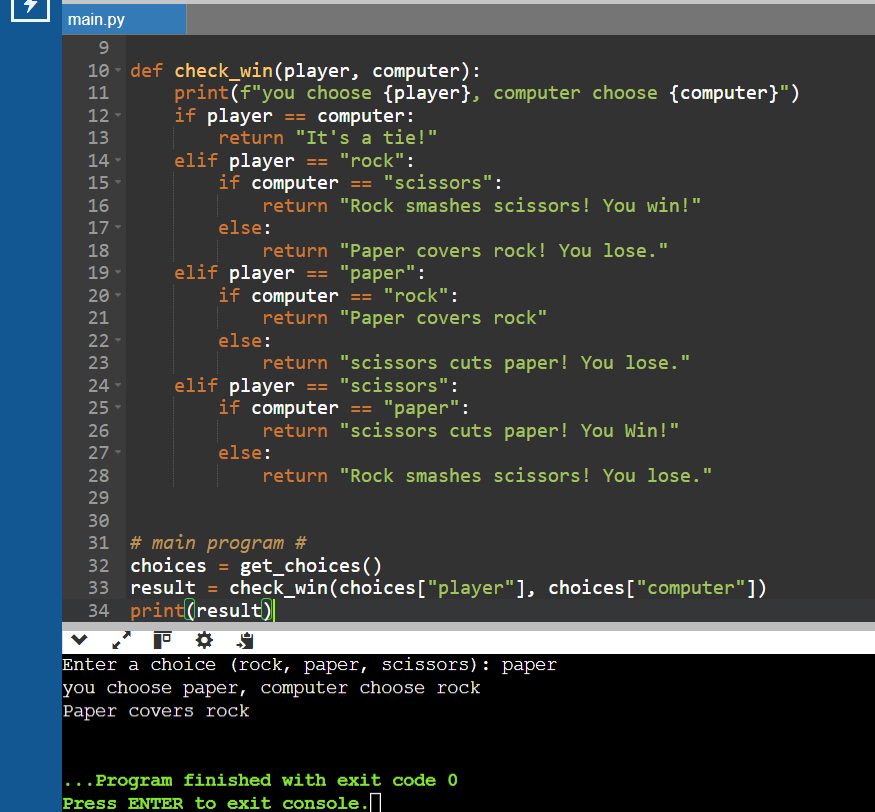 main.py
9
10 def check_win(player, computer):
11     print(f"you choose {player}, computer choose {computer}")
12     if player == computer:
13         return "It's a tie!"
14     elif player == "rock":
15         if computer == "scissors":
16             return "Rock smashes scissors! You win!"
17         else:
18             return "Paper covers rock! You lose."
19     elif player == "paper":
20         if computer == "rock":
21             return "Paper covers rock"
22         else:
23             return "scissors cuts paper! You lose."
24     elif player == "scissors":
25         if computer == "paper":
26             return "scissors cuts paper! You Win!"
27         else:
28             return "Rock smashes scissors! You lose."
29
30
31 # main program #
32 choices = get_choices()
33 result = check_win(choices["player"], choices["computer"])
34 print(result)
Enter a choice (rock, paper, scissors): paper
you choose paper, computer choose rock
Paper covers rock
...Program finished with exit code 0
Press ENTER to exit console.